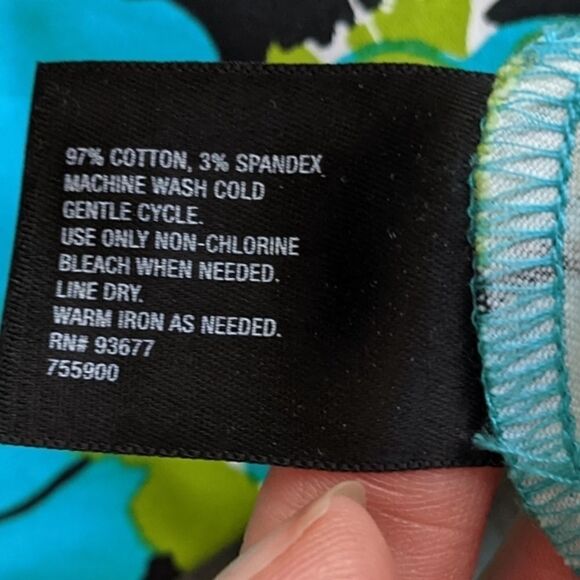 97% COTTON, 3% SPANDEX
MACHINE WASH COLD
GENTLE CYCLE.
USE ONLY NON-CHLORINE
BLEACH WHEN NEEDED.
LINE DRY.
WARM IRON AS NEEDED.
RN# 93677
755900